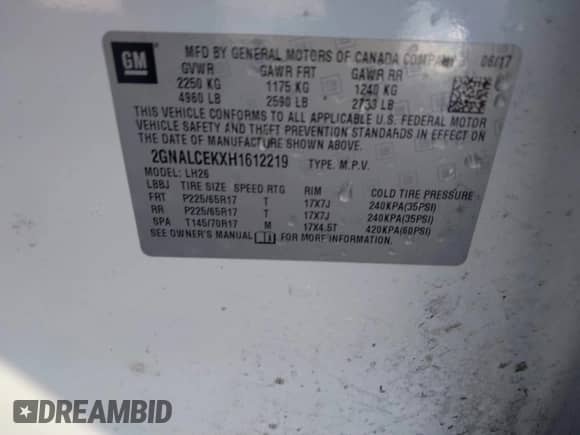 GM
MFD BY GENERAL MOTORS OF CANADA COMPANY 06/17
GVWR GAWR FRT GAWR RR
2250 KG 1175 KG 1240 KG
4960 LB 2590 LB 2733 LB
THIS VEHICLE CONFORMS TO ALL APPLICABLE U.S. FEDERAL MOTOR
VEHICLE SAFETY, BUMPER, AND THEFT PREVENTION STANDARDS IN EFFECT ON
THE DATE OF MANUFACTURE SHOWN ABOVE.
2GNALCEKXH1612219 TYPE: M.P.V.
MODEL: LH26
LBBJ TIRE SIZE SPEED RTG RIM COLD TIRE PRESSURE
FRT P225/65R17 T 17X7J 240KPA(35PSI)
RR P225/65R17 T 17X7J 240KPA(35PSI)
SPA T145/70R17 M 17X4.5T 420KPA(60PSI)
SEE OWNER'S MANUAL FOR MORE INFORMATION.
DREAMBID